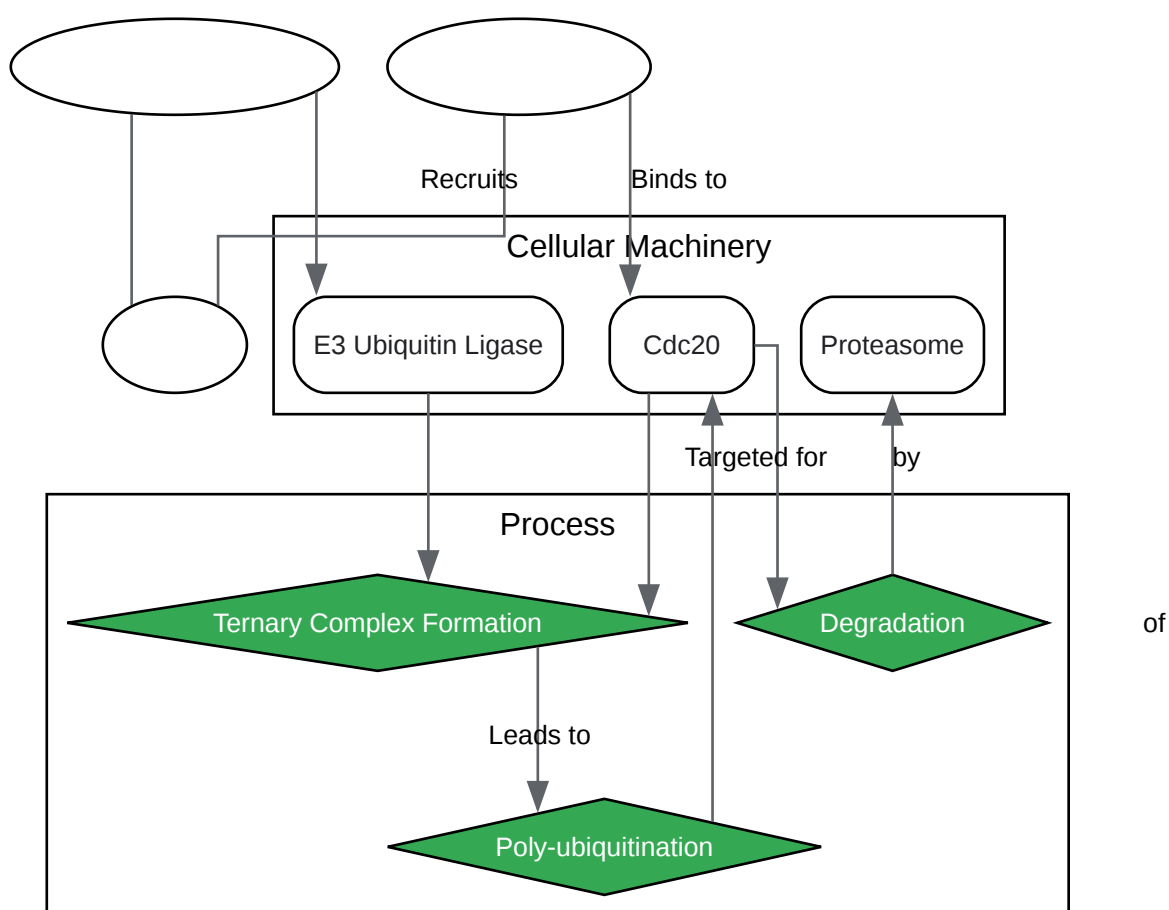 Recruits
Binds to
Cellular Machinery
E3 Ubiquitin Ligase
Cdc20
Proteasome
Targeted for
by
Process
Ternary Complex Formation
Degradation
of
Leads to
Poly-ubiquitination